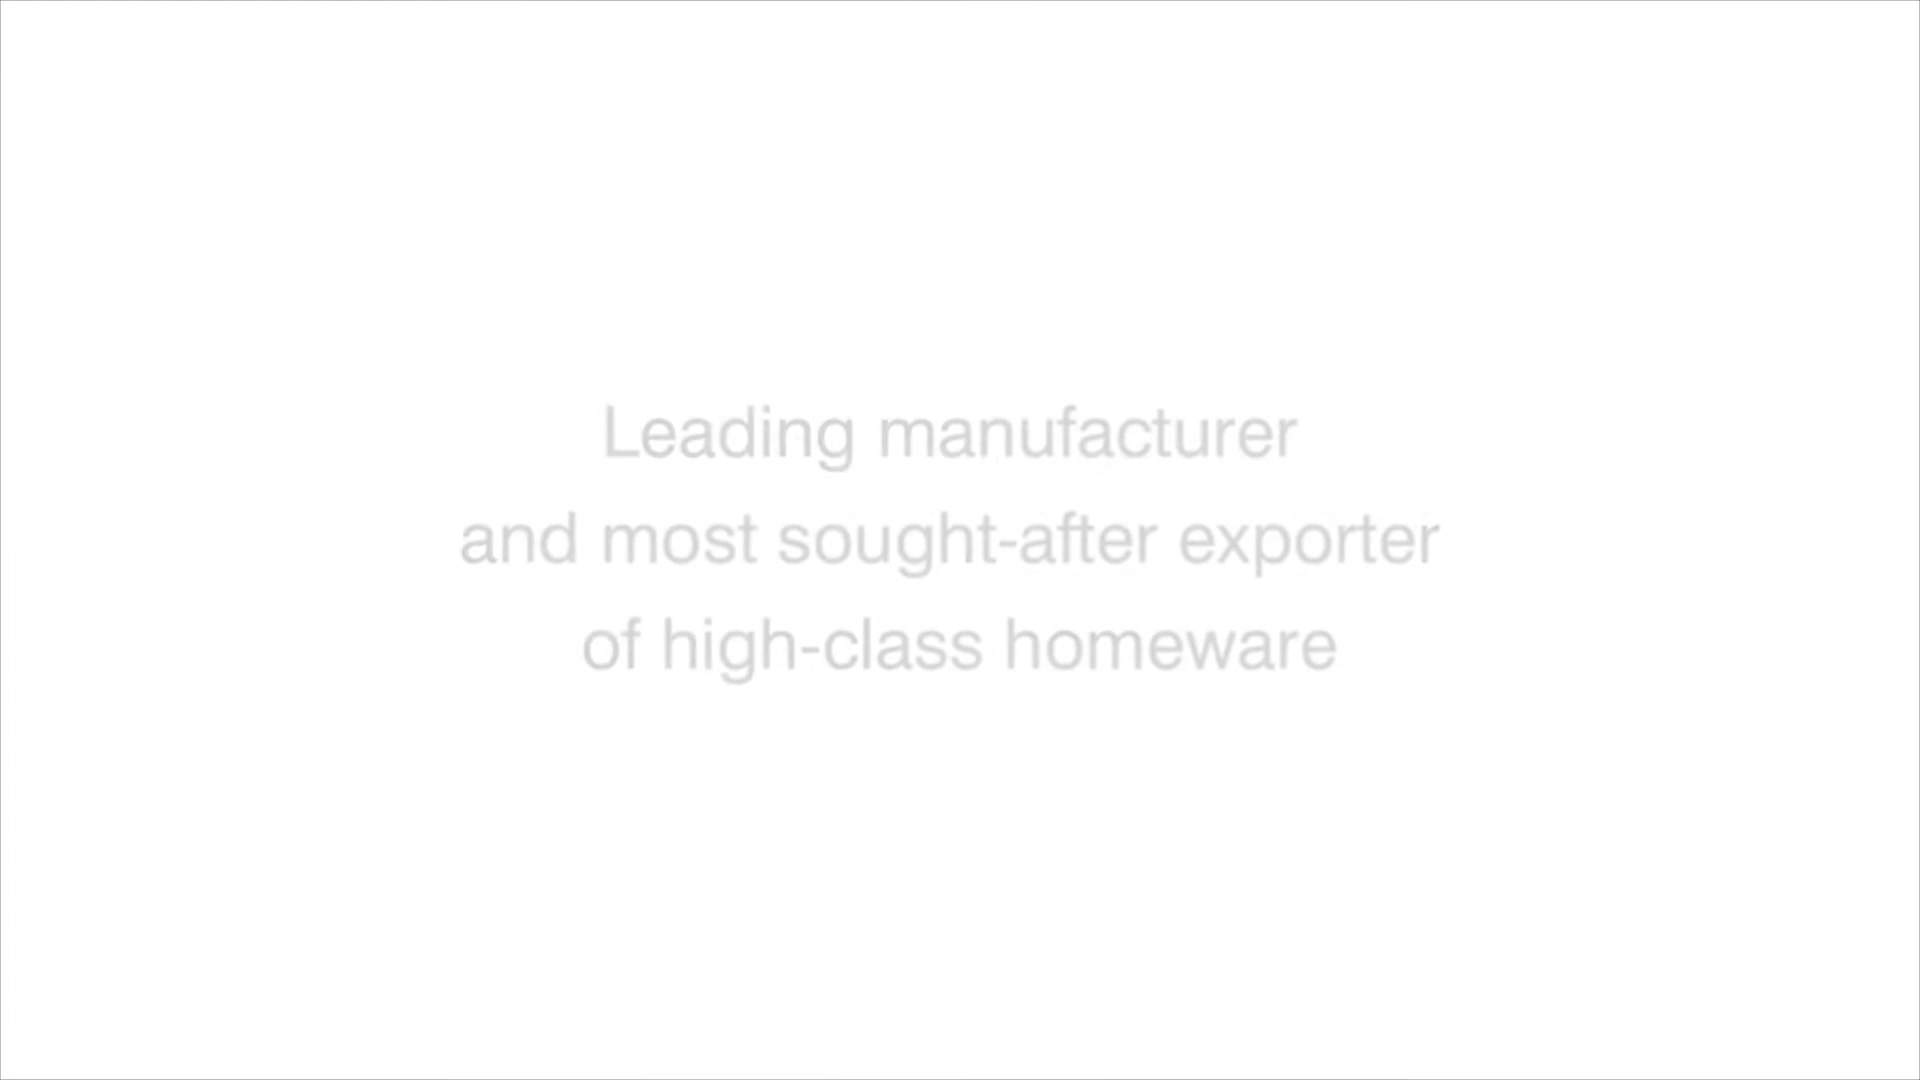 Leading manufacturer
and most sought-after exporter
of high-class homeware